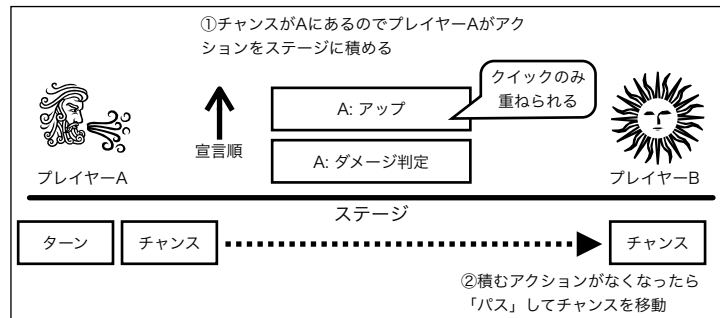 ①チャンスがAにあるのでプレイヤーAがアク
ションをステージに積める
クイックのみ
重ねられる
A: アップ
宣言順
A: ダメージ判定
プレイヤーA
プレイヤーB
ステージ
ターン
チャンス
チャンス
②積むアクションがなくなったら
「パス」してチャンスを移動